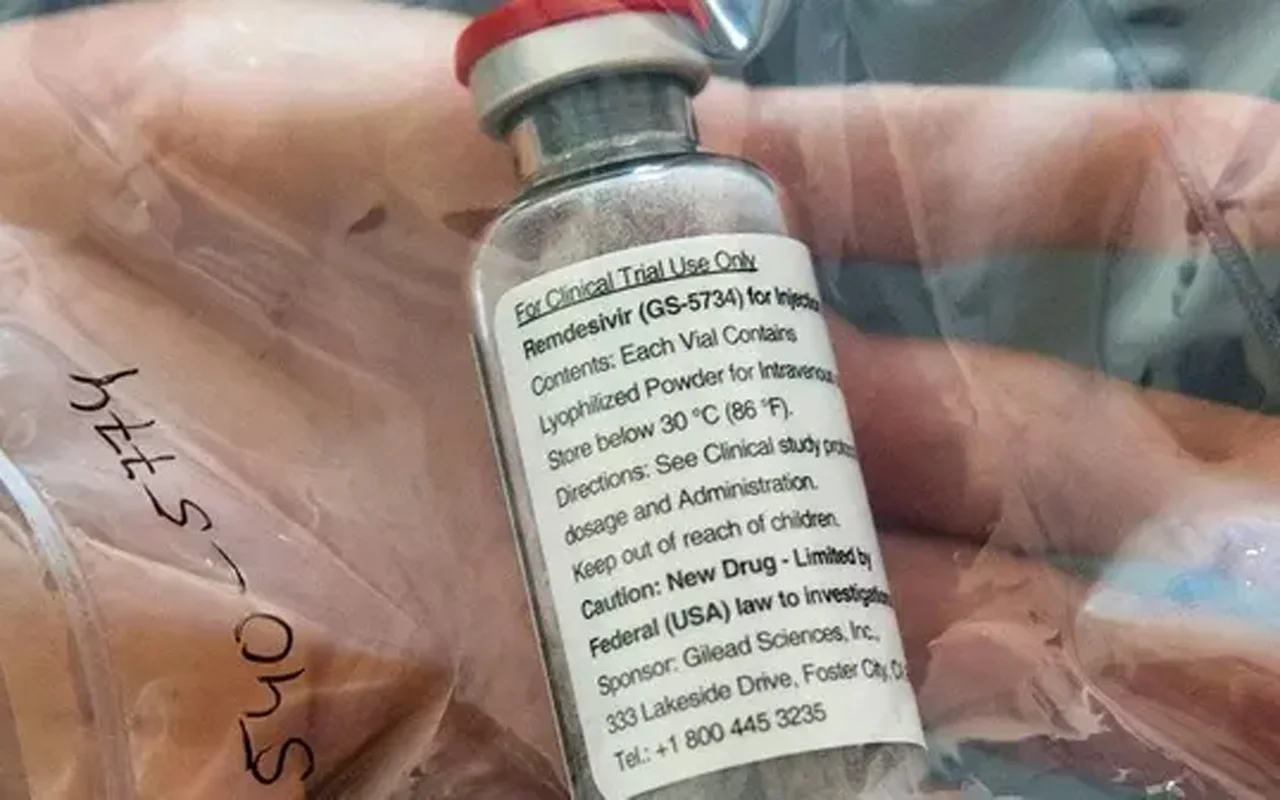 For Clinical Trial Use Only
Remdesivir (GS-5734) for
Contents: Each Vial Contains
Lyophilized Powder for Intravenous
Store below 30 °C (86 °F).
Directions: See Clinical study
dosage and Administration.
Keep out of reach of children.
Caution: New Drug - Limited by
Federal (USA) law to
Sponsor: Gilead Sciences, Inc.,
333 Lakeside Drive, Foster City,
Tel.: +1 800 445 3235
540